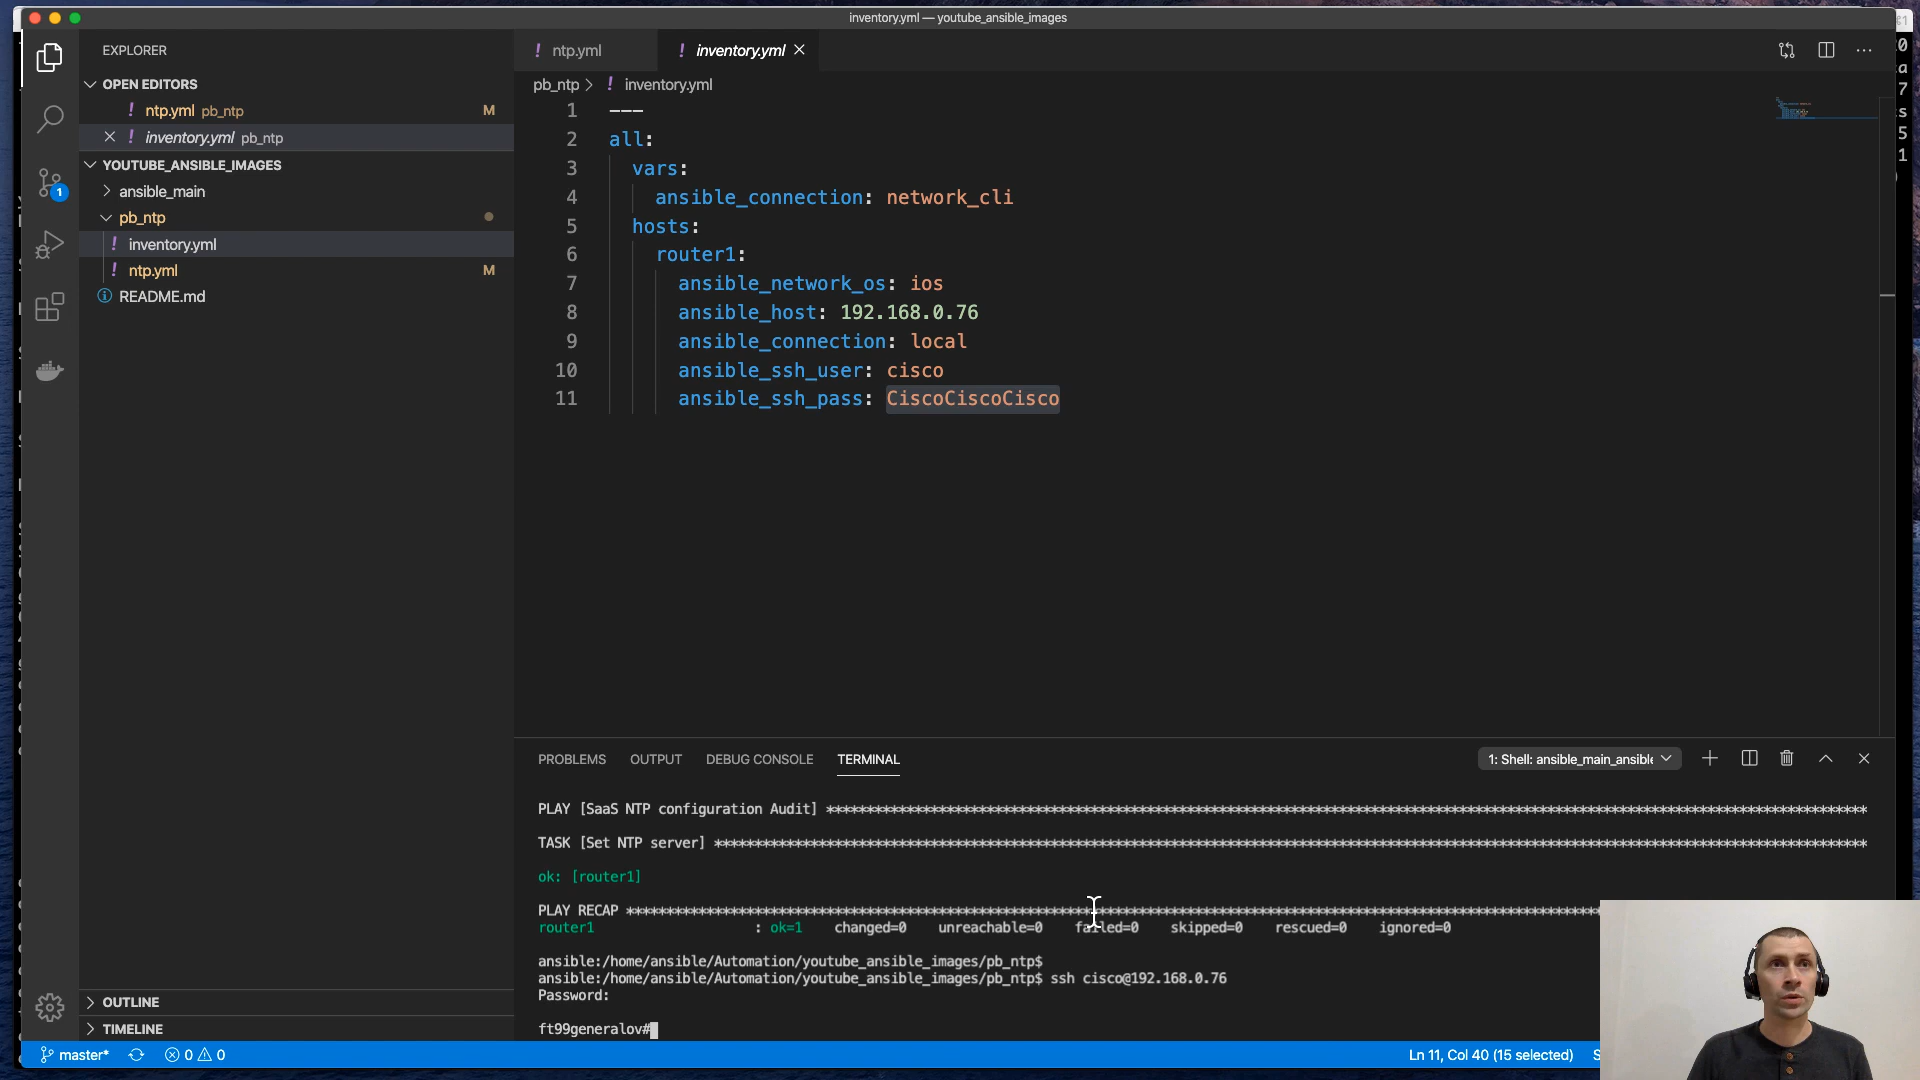 inventory.yml — youtube_ansible_images
EXPLORER
OPEN EDITORS
! ntp.yml pb_ntp M
! inventory.yml pb_ntp
YOUTUBE_ANSIBLE_IMAGES
ansible_main
pb_ntp
! inventory.yml
! ntp.yml M
README.md
OUTLINE
TIMELINE
1
! ntp.yml
! inventory.yml
pb_ntp > ! inventory.yml
1 ---
2 all:
3 vars:
4 ansible_connection: network_cli
5 hosts:
6 router1:
7 ansible_network_os: ios
8 ansible_host: 192.168.0.76
9 ansible_connection: local
10 ansible_ssh_user: cisco
11 ansible_ssh_pass: CiscoCiscoCisco
PROBLEMS OUTPUT DEBUG CONSOLE TERMINAL
1: Shell: ansible_main_ansible
PLAY [SaaS NTP configuration Audit] ****
TASK [Set NTP server] ****
ok: [router1]
PLAY RECAP ****
router1 : ok=1 changed=0 unreachable=0 failed=0 skipped=0 rescued=0 ignored=0
ansible:/home/ansible/Automation/youtube_ansible_images/pb_ntp$
ansible:/home/ansible/Automation/youtube_ansible_images/pb_ntp$ ssh cisco@192.168.0.76
Password:
ft99generalov#
master* 0 0
Ln 11, Col 40 (15 selected)